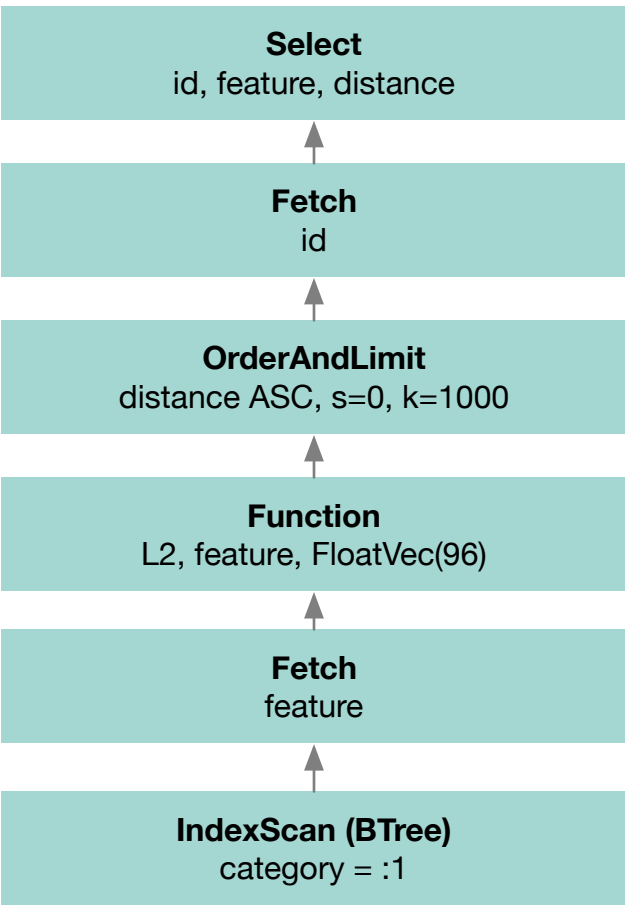 Select
id, feature, distance
Fetch
id
OrderAndLimit
distance ASC, s=0, k=1000
Function
L2, feature, FloatVec(96)
Fetch
feature
IndexScan (BTree)
category = :1